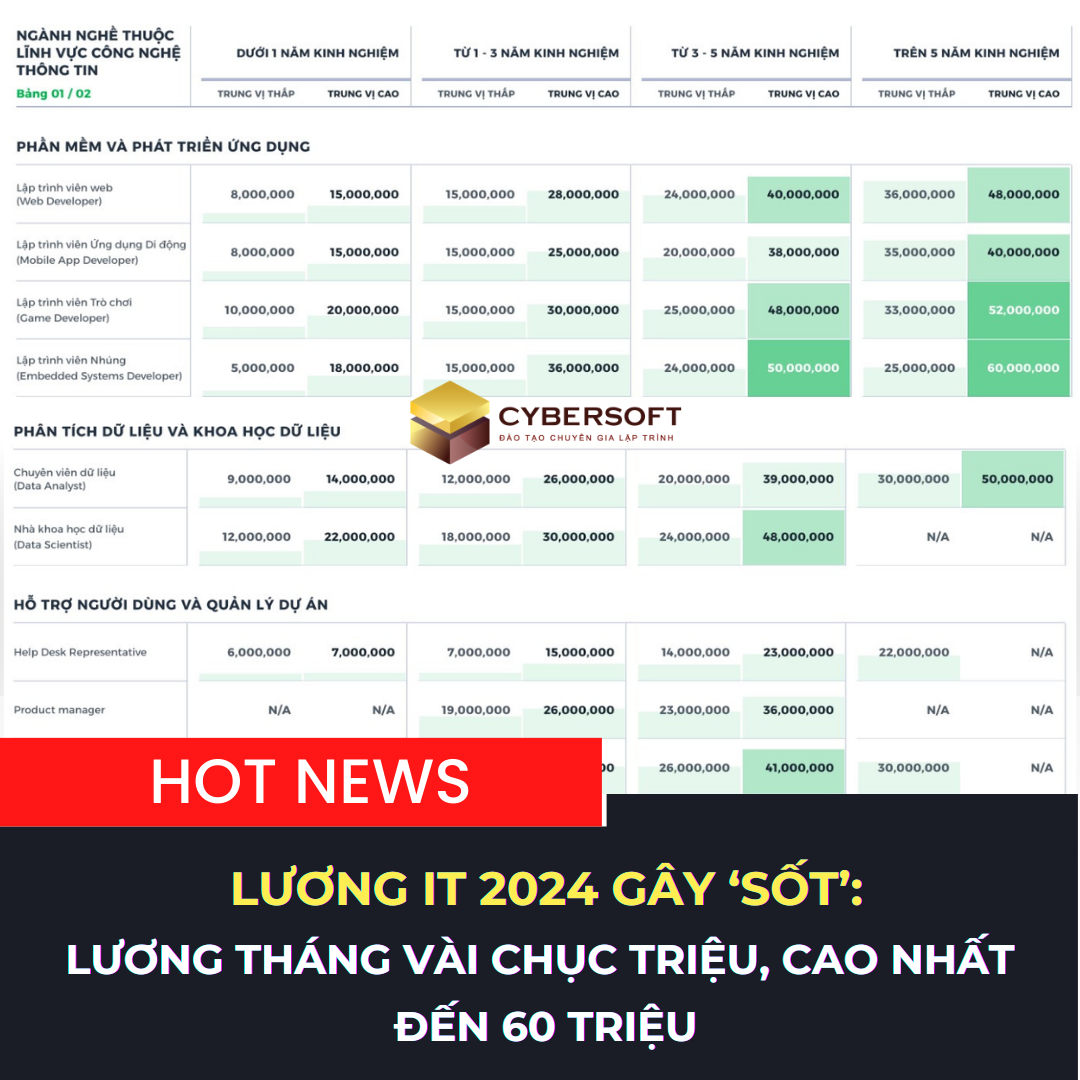 NGÀNH NGHỀ THUỘC
LĨNH VỰC CÔNG NGHỆ
THÔNG TIN
Bảng 01 / 02
DƯỚI 1 NĂM KINH NGHIỆM TỪ 1 - 3 NĂM KINH NGHIỆM TỪ 3 - 5 NĂM KINH NGHIỆM TRÊN 5 NĂM KINH NGHIỆM
TRUNG VỊ THẤP TRUNG VỊ CAO TRUNG VỊ THẤP TRUNG VỊ CAO TRUNG VỊ THẤP TRUNG VỊ CAO TRUNG VỊ THẤP TRUNG VỊ CAO
PHẦN MỀM VÀ PHÁT TRIỂN ỨNG DỤNG
Lập trình viên web
(Web Developer)
8,000,000 15,000,000 15,000,000 28,000,000 24,000,000 40,000,000 36,000,000 48,000,000
Lập trình viên Ứng dụng Di động
(Mobile App Developer)
8,000,000 15,000,000 15,000,000 25,000,000 20,000,000 38,000,000 35,000,000 40,000,000
Lập trình viên Trò chơi
(Game Developer)
10,000,000 20,000,000 15,000,000 30,000,000 25,000,000 48,000,000 33,000,000 52,000,000
Lập trình viên Nhúng
(Embedded Systems Developer)
5,000,000 18,000,000 15,000,000 36,000,000 24,000,000 50,000,000 25,000,000 60,000,000
CYBERSOFT
ĐÀO TẠO CHUYÊN GIA LẬP TRÌNH
PHÂN TÍCH DỮ LIỆU VÀ KHOA HỌC DỮ LIỆU
Chuyên viên dữ liệu
(Data Analyst)
9,000,000 14,000,000 12,000,000 26,000,000 20,000,000 39,000,000 30,000,000 50,000,000
Nhà khoa học dữ liệu
(Data Scientist)
12,000,000 22,000,000 18,000,000 30,000,000 24,000,000 48,000,000 N/A N/A
HỖ TRỢ NGƯỜI DÙNG VÀ QUẢN LÝ DỰ ÁN
Help Desk Representative 6,000,000 7,000,000 7,000,000 15,000,000 14,000,000 23,000,000 22,000,000 N/A
Product manager N/A N/A 19,000,000 26,000,000 23,000,000 36,000,000 N/A N/A
26,000,000 41,000,000 30,000,000 N/A
HOT NEWS
LƯƠNG IT 2024 GÂY ‘SỐT’:
LƯƠNG THÁNG VÀI CHỤC TRIỆU, CAO NHẤT
ĐẾN 60 TRIỆU